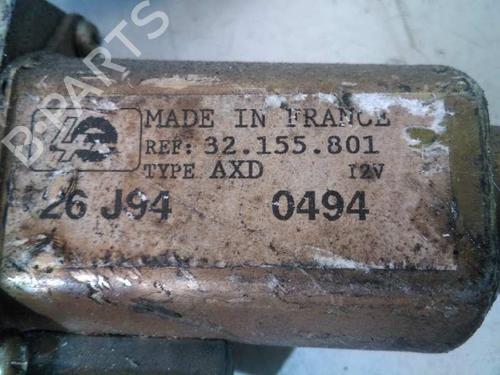 B-PARTS
MADE IN FRANCE
REF: 32.155.801
TYPE AXD 12V
26 J94 0494